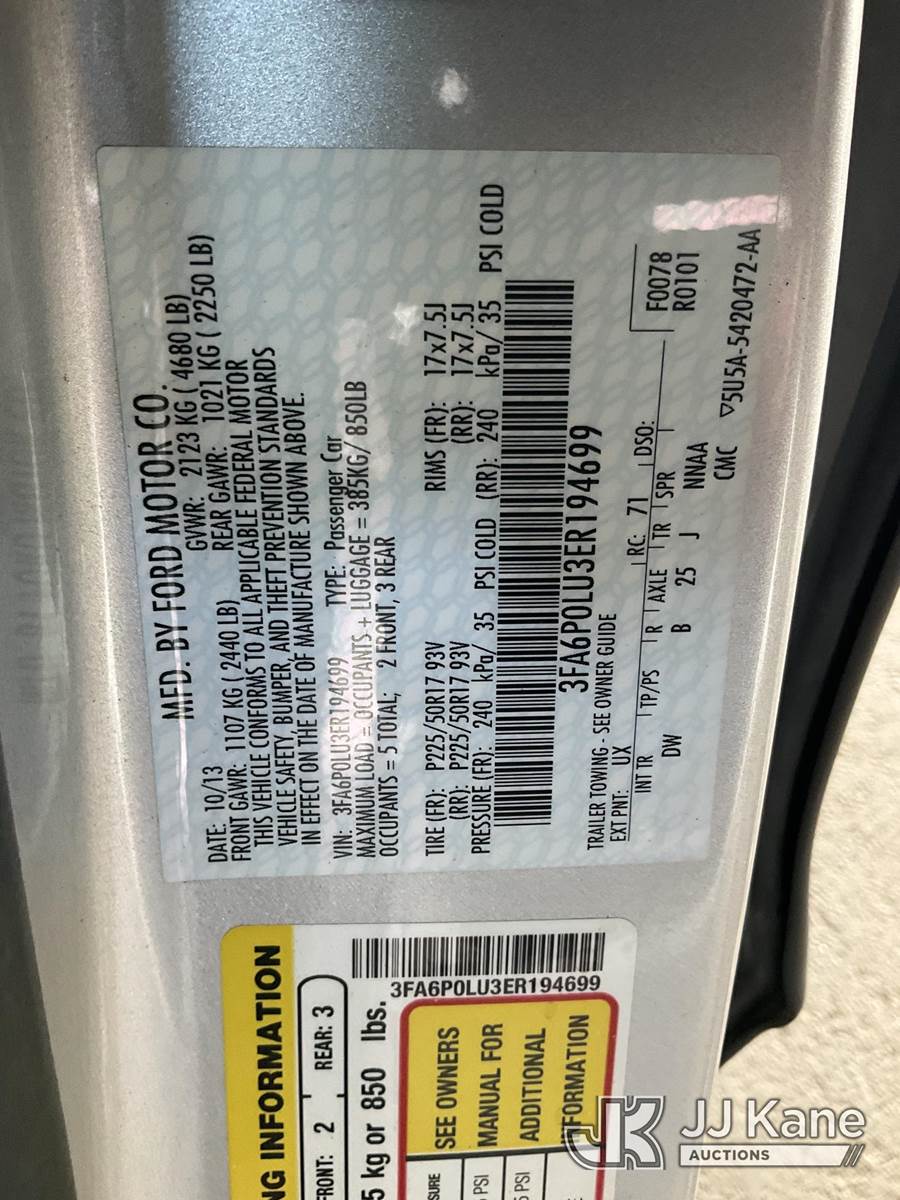 MFD. BY FORD MOTOR CO.
DATE: 10/13 GVWR: 2123 KG ( 4680 LB)
FRONT GAWR: 1107 KG ( 2440 LB) REAR GAWR: 1021 KG ( 2250 LB)
THIS VEHICLE CONFORMS TO ALL APPLICABLE FEDERAL MOTOR
VEHICLE SAFETY, BUMPER, AND THEFT PREVENTION STANDARDS
IN EFFECT ON THE DATE OF MANUFACTURE SHOWN ABOVE.
VIN: 3FA6P0LU3ER194699 TYPE: Passenger Car
MAXIMUM LOAD = OCCUPANTS + LUGGAGE = 385KG/ 850LB
OCCUPANTS = 5 TOTAL; 2 FRONT, 3 REAR
TIRE (FR): P225/50R17 93V RIMS (FR): 17x7.5J
(RR): P225/50R17 93V (RR): 17x7.5J
PRESSURE (FR): 240 kPa/ 35 PSI COLD (RR): 240 kPa/ 35 PSI COLD
3FA6P0LU3ER194699
TRAILER TOWING - SEE OWNER GUIDE
EXT PNT: UX RC: 71 DSO: F0078
INT TR TP/PS R AXLE TR SPR R0101
DW B 25 J NNAA
CMC ▽5U5A-5420472-AA
NG INFORMATION
FRONT: 2 REAR: 3
5 kg or 850 lbs.
3FA6P0LU3ER194699
SURE
PSI
PSI
SEE OWNERS
MANUAL FOR
ADDITIONAL
INFORMATION
JK JJ Kane
AUCTIONS